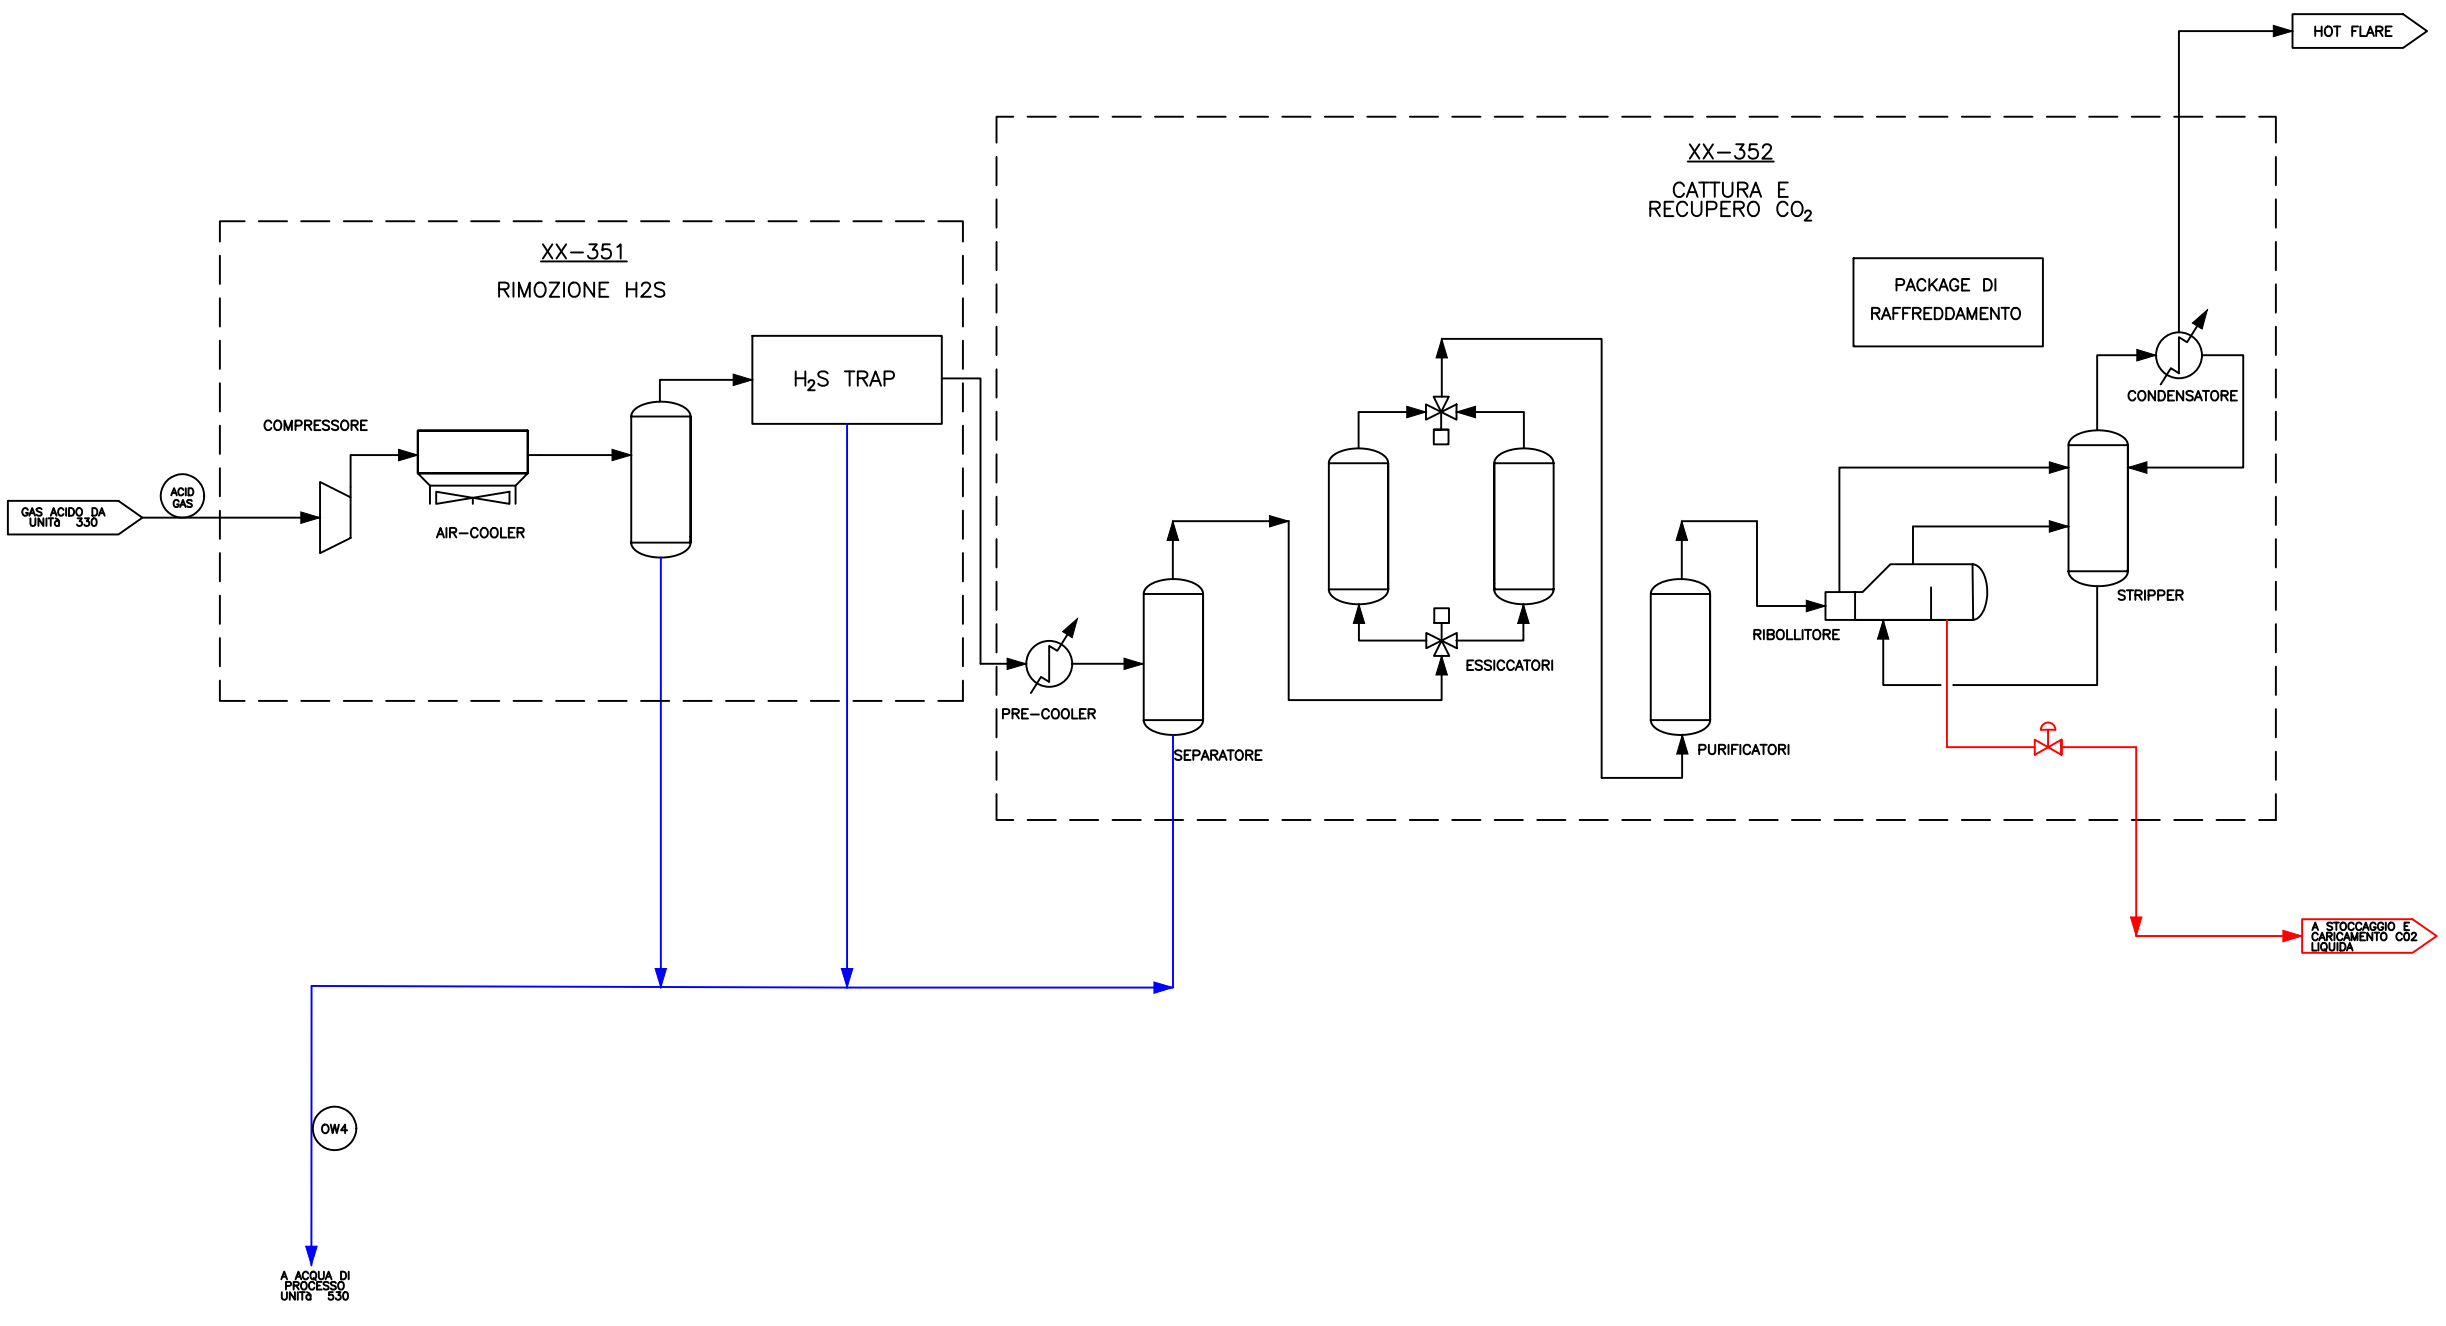 HOT FLARE
XX-352
CATTURA E
RECUPERO CO₂
XX-351
RIMOZIONE H2S
PACKAGE DI
RAFFREDDAMENTO
H₂S TRAP
CONDENSATORE
COMPRESSORE
ACID
GAS
GAS ACIDO DA
UNITà 330
AIR-COOLER
STRIPPER
RIBOLLITORE
ESSICCATORI
PRE-COOLER
SEPARATORE
PURIFICATORI
A STOCCAGGIO E
CARICAMENTO CO2
LIQUIDA
OW4
A ACQUA DI
PROCESSO
UNITà 530